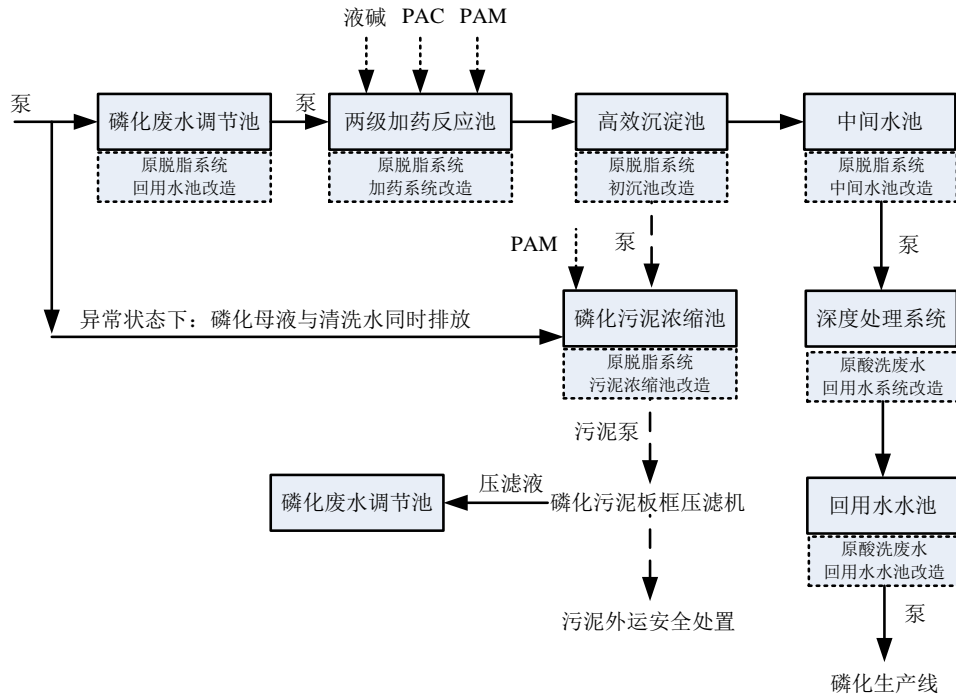 液碱 PAC PAM
泵
磷化废水调节池
泵
两级加药反应池
高效沉淀池
中间水池
原脱脂系统
回用水池改造
原脱脂系统
加药系统改造
原脱脂系统
初沉池改造
原脱脂系统
中间水池改造
PAM
泵
泵
异常状态下：磷化母液与清洗水同时排放
磷化污泥浓缩池
深度处理系统
原脱脂系统
污泥浓缩池改造
原酸洗废水
回用水系统改造
污泥泵
磷化废水调节池
压滤液
磷化污泥板框压滤机
回用水水池
原酸洗废水
回用水水池改造
污泥外运安全处置
泵
磷化生产线